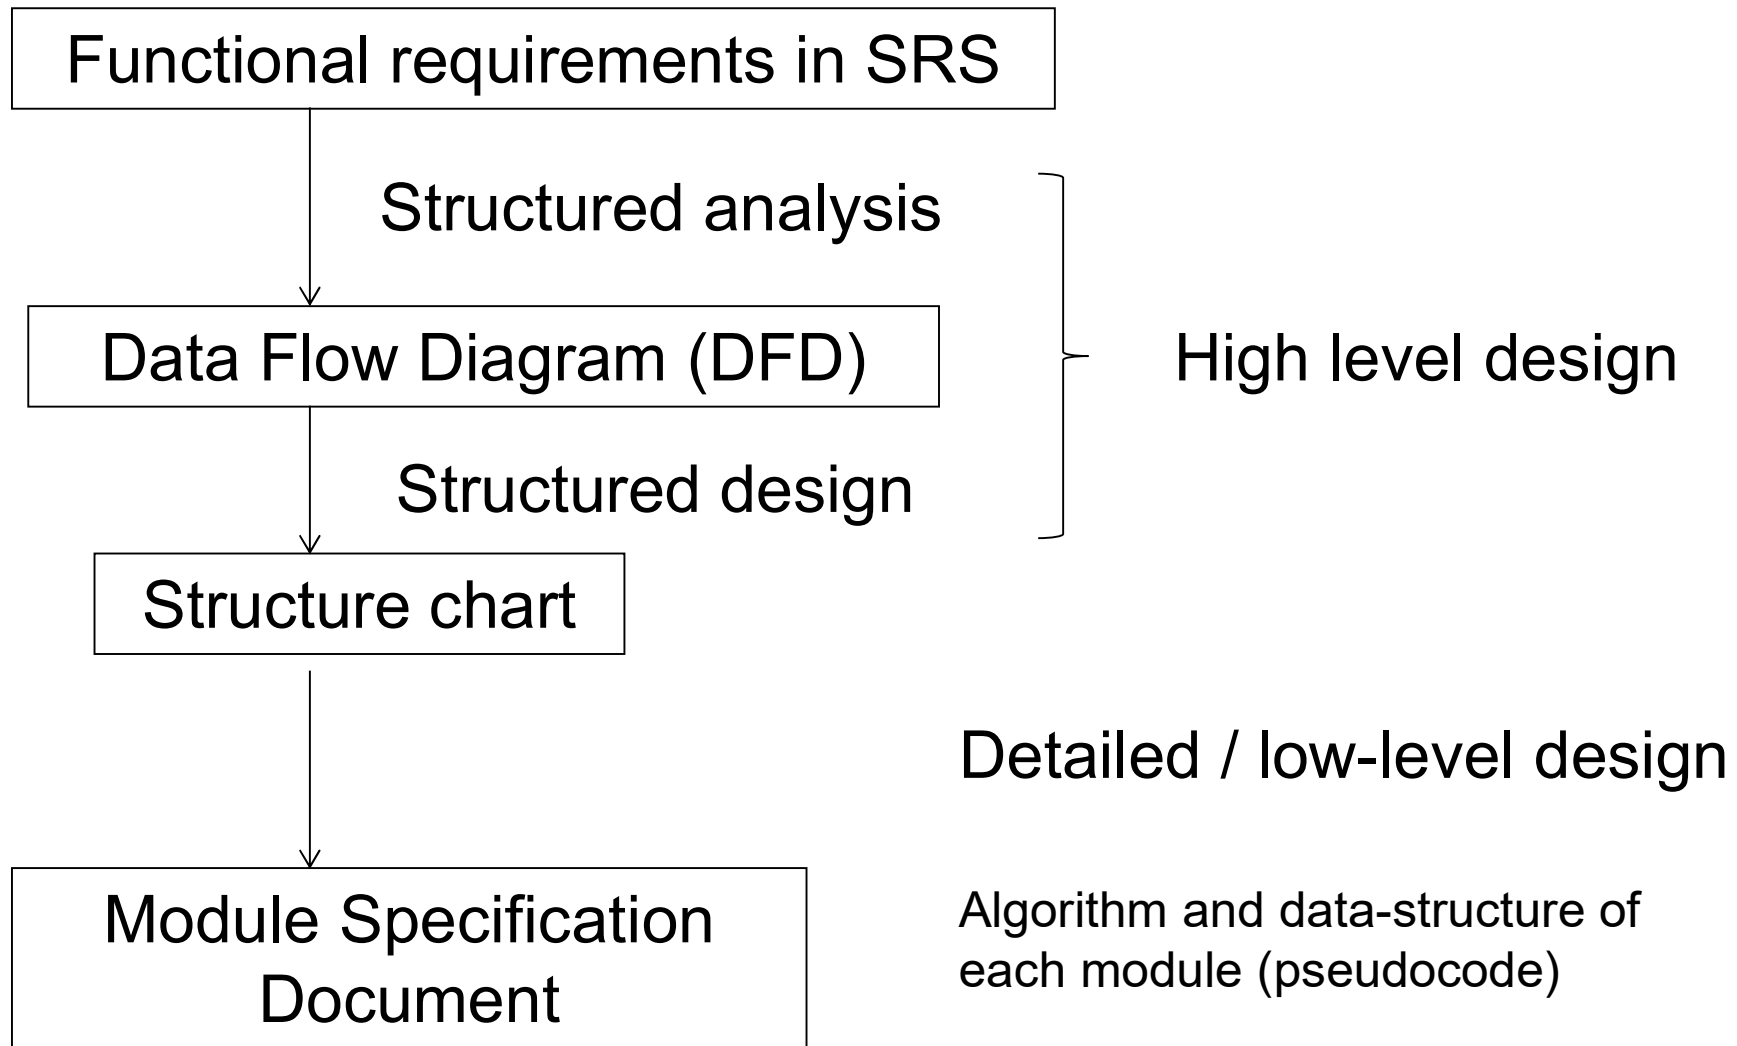 Functional requirements in SRS
Structured analysis
Data Flow Diagram (DFD)
High level design
Structured design
Structure chart
Detailed / low-level design
Module Specification
Document
Algorithm and data-structure of
each module (pseudocode)